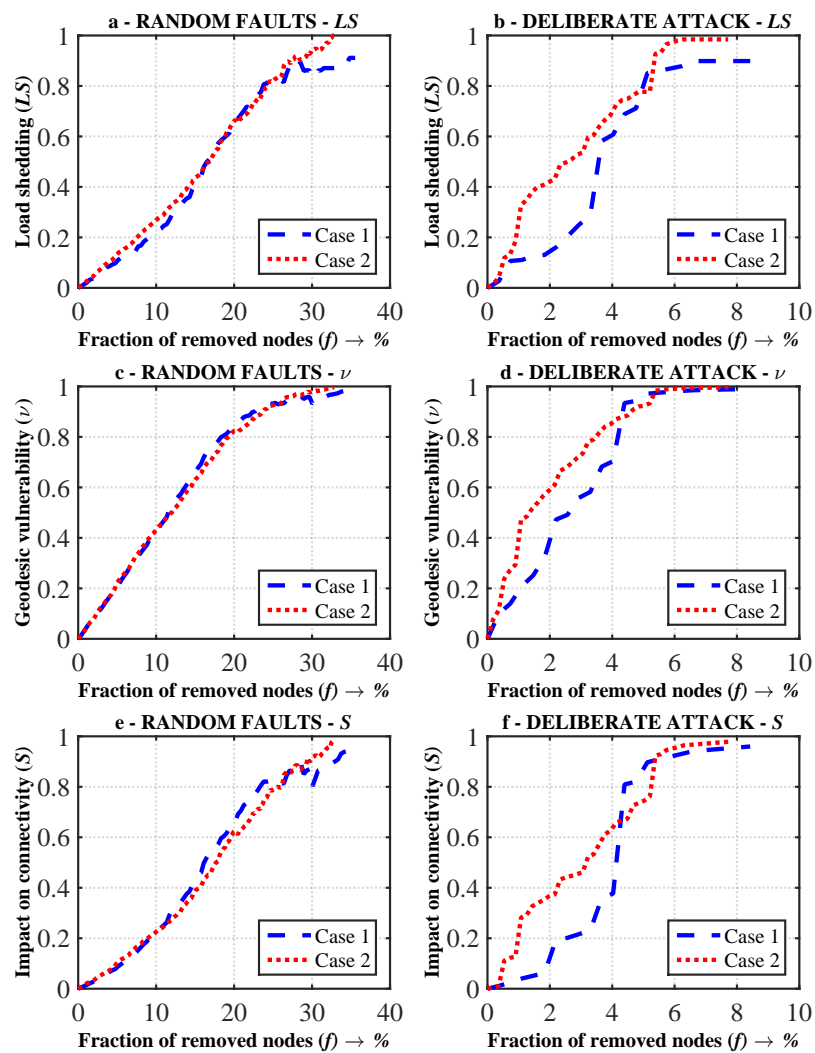 a - RANDOM FAULTS - LS
Load shedding (LS)
1
0.8
0.6
0.4
0.2
0
0 10 20 30 40
Case 1
Case 2
Fraction of removed nodes (f) → %
b - DELIBERATE ATTACK - LS
Load shedding (LS)
1
0.8
0.6
0.4
0.2
0
0 2 4 6 8 10
Case 1
Case 2
Fraction of removed nodes (f) → %
c - RANDOM FAULTS - ν
Geodesic vulnerability (ν)
1
0.8
0.6
0.4
0.2
0
0 10 20 30 40
Case 1
Case 2
Fraction of removed nodes (f) → %
d - DELIBERATE ATTACK - ν
Geodesic vulnerability (ν)
1
0.8
0.6
0.4
0.2
0
0 2 4 6 8 10
Case 1
Case 2
Fraction of removed nodes (f) → %
e - RANDOM FAULTS - S
Impact on connectivity (S)
1
0.8
0.6
0.4
0.2
0
0 10 20 30 40
Case 1
Case 2
Fraction of removed nodes (f) → %
f - DELIBERATE ATTACK - S
Impact on connectivity (S)
1
0.8
0.6
0.4
0.2
0
0 2 4 6 8 10
Case 1
Case 2
Fraction of removed nodes (f) → %